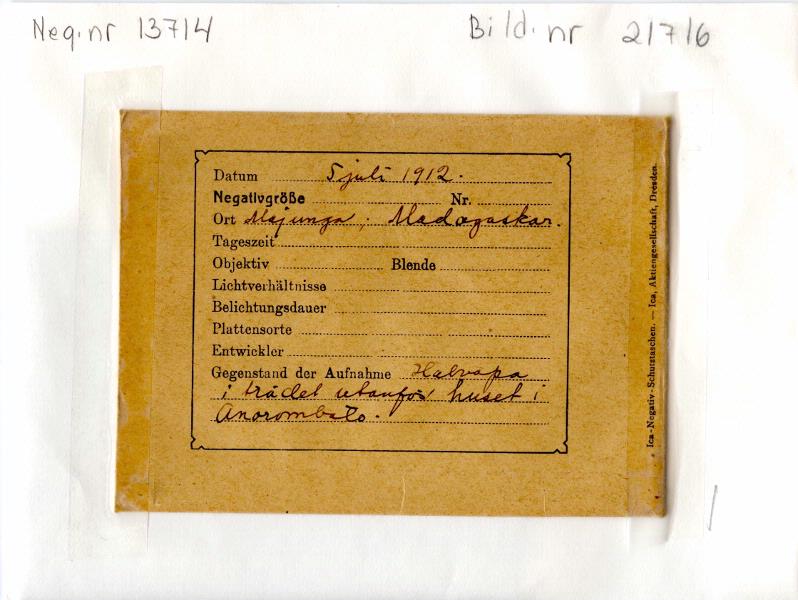 Neg.nr 13714 Bild.nr 21716
Datum 5 juli 1912.
Negativgröße Nr.
Ort Majunga, Madagaskar.
Tageszeit
Objektiv Blende
Lichtverhältnisse
Belichtungsdauer
Plattensorte
Entwickler
Gegenstand der Aufnahme Halvapa
i trädet utanför huset i
Anorombato.
Ica-Negativ-Schutztaschen. — Ica, Aktiengesellschaft, Dresden.